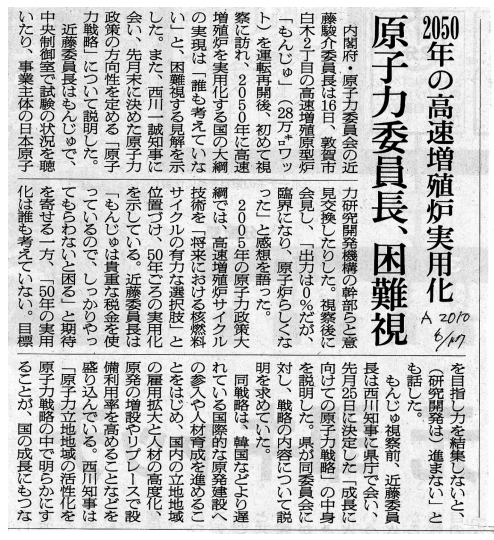 2050年の高速増殖炉実用化
原子力委員長、困難視
A 2010
6/17
内閣府・原子力委員会の近
藤駿介委員長は16日、敦賀市
白木2丁目の高速増殖原型炉
「もんじゅ」（28万㌔ワッ
ト）を運転再開後、初めて視
察に訪れ、2050年に高速
増殖炉を実用化する国の大綱
の実現は「誰も考えていな
い」と、困難視する見解を示
した。また、西川一誠知事に
会い、先月末に決めた原子力
政策の方向性を定める「原子
力戦略」について説明した。
近藤委員長はもんじゅで、
中央制御室で試験の状況を聴
いたり、事業主体の日本原子
力研究開発機構の幹部らと意
見交換したりした。視察後に
会見し、「出力は0％だが、
臨界になり、原子炉らしくな
った」と感想を語った。
2005年の原子力政策大
綱では、高速増殖炉サイクル
技術を「将来における核燃料
サイクルの有力な選択肢」と
位置づけ、50年ごろの実用化
を示している。近藤委員長は
「もんじゅは貴重な税金を使
っているので、しっかりやっ
てもらわないと困る」と期待
を寄せる一方、「50年の実用
化は誰も考えていない。目標
を目指し力を結集しないと、
（研究開発は）進まない」と
も話した。
もんじゅ視察前、近藤委員
長は西川知事に県庁で会い、
先月25日に決定した「成長に
向けての原子力戦略」の中身
を説明した。県が同委員会に
対し、戦略の内容について説
明を求めていた。
同戦略は、韓国などより遅
れている国際的な原発建設へ
の参入や人材育成を進めるこ
とをはじめ、国内の立地地域
の雇用拡大と人材の高度化、
原発の増設やリプレースで設
備利用率を高めることなどを
盛り込んでいる。西川知事は
「原子力立地地域の活性化を
原子力戦略の中で明らかにす
ることが、国の成長にもつな